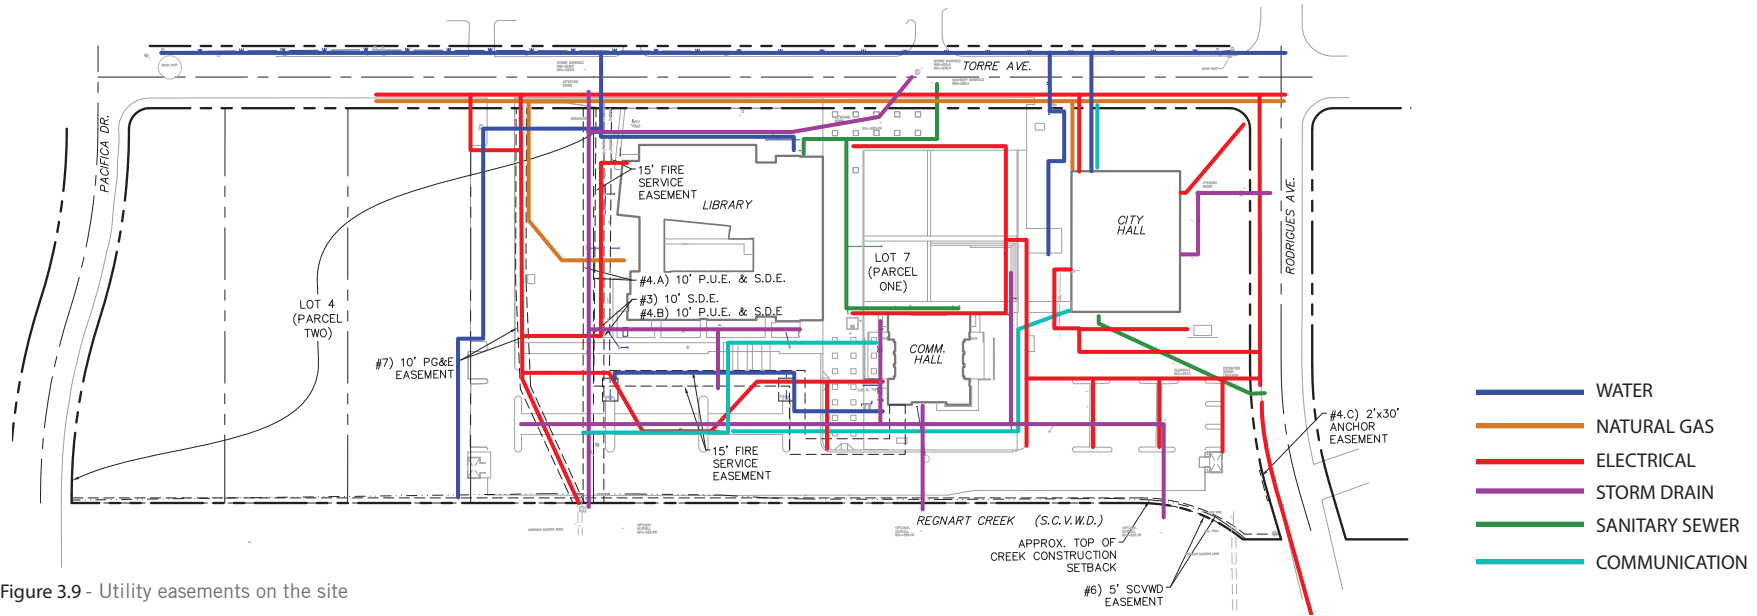 TORRE AVE.
PACIFICA DR.
15' FIRE
SERVICE
EASEMENT
LIBRARY
CITY
HALL
RODRIGUES AVE.
LOT 7
(PARCEL
ONE)
#4.A) 10' P.U.E. & S.D.E.
#3) 10' S.D.E.
#4.B) 10' P.U.E. & S.D.E
LOT 4
(PARCEL
TWO)
#7) 10' PG&E
EASEMENT
COMM.
HALL
15' FIRE
SERVICE
EASEMENT
#4.C) 2'x30'
ANCHOR
EASEMENT
REGNART CREEK (S.C.V.W.D.)
APPROX. TOP OF
CREEK CONSTRUCTION
SETBACK
#6) 5' SCVWD
EASEMENT
WATER
NATURAL GAS
ELECTRICAL
STORM DRAIN
SANITARY SEWER
COMMUNICATION
Figure 3.9 - Utility easements on the site